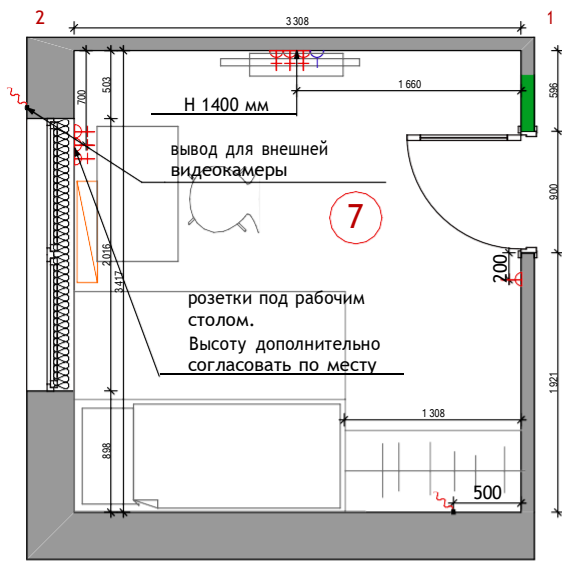 2
3 308
1
503
700
1 660
596
H 1400 мм
вывод для внешней
видеокамеры
7
900
200
2 016
3 417
розетки под рабочим
столом.
Высоту дополнительно
согласовать по месту
1 921
1 308
898
500